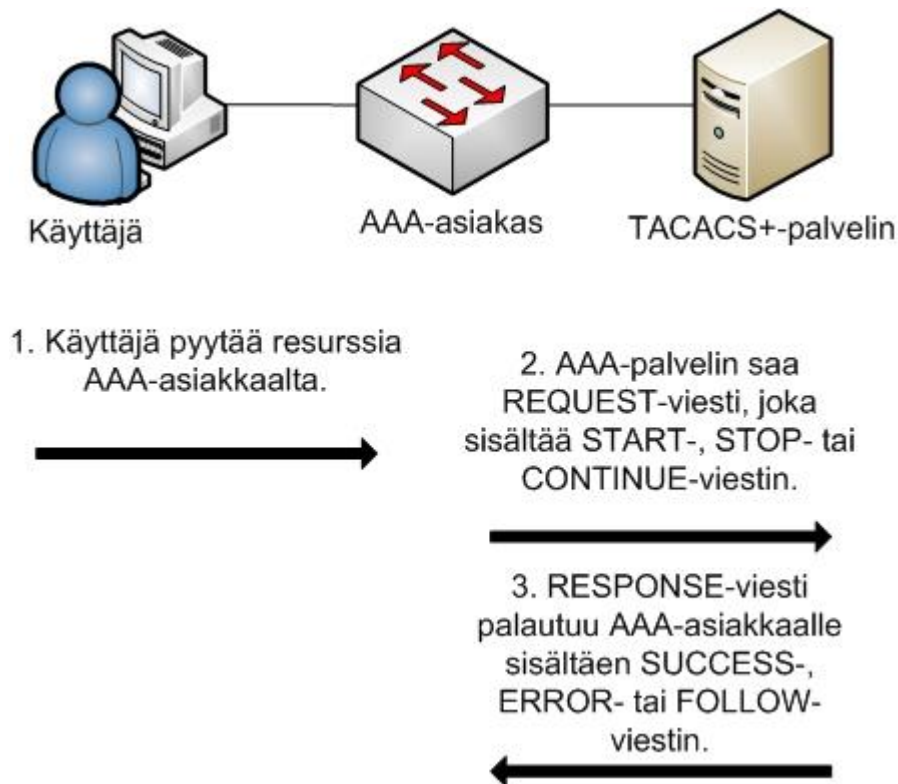 Käyttäjä
AAA-asiakas
TACACS+-palvelin
1. Käyttäjä pyytää resurssia
AAA-asiakkaalta.
2. AAA-palvelin saa
REQUEST-viesti, joka
sisältää START-, STOP- tai
CONTINUE-viestin.
3. RESPONSE-viesti
palautuu AAA-asiakkaalle
sisältäen SUCCESS-,
ERROR- tai FOLLOW-
viestin.